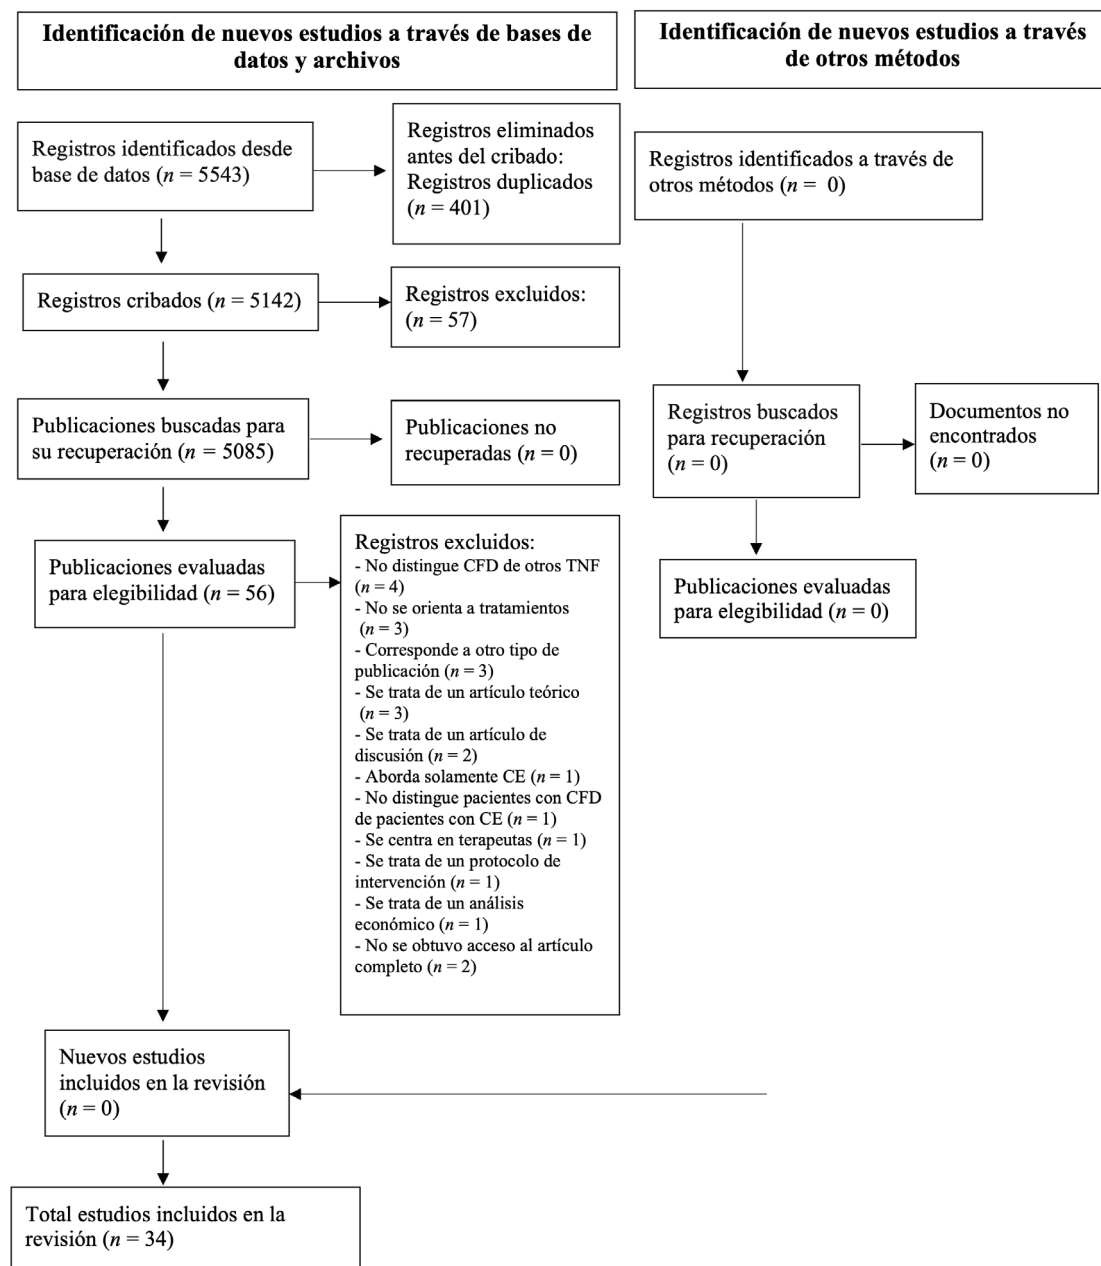 Identificación de nuevos estudios a través de bases de
datos y archivos
Identificación de nuevos estudios a través
de otros métodos
Registros identificados desde
base de datos (n = 5543)
Registros eliminados
antes del cribado:
Registros duplicados
(n = 401)
Registros identificados a través de
otros métodos (n =  0)
Registros cribados (n = 5142)
Registros excluidos:
(n = 57)
Publicaciones buscadas para
su recuperación (n = 5085)
Publicaciones no
recuperadas (n = 0)
Registros buscados
para recuperación
(n = 0)
Documentos no
encontrados
(n = 0)
Publicaciones evaluadas
para elegibilidad (n = 56)
Registros excluidos:
- No distingue CFD de otros TNF
(n = 4)
- No se orienta a tratamientos
(n = 3)
- Corresponde a otro tipo de
publicación (n = 3)
- Se trata de un artículo teórico
(n = 3)
- Se trata de un artículo de
discusión (n = 2)
- Aborda solamente CE (n = 1)
- No distingue pacientes con CFD
de pacientes con CE (n = 1)
- Se centra en terapeutas (n = 1)
- Se trata de un protocolo de
intervención (n = 1)
- Se trata de un análisis
económico (n = 1)
- No se obtuvo acceso al artículo
completo (n = 2)
Publicaciones evaluadas
para elegibilidad (n = 0)
Nuevos estudios
incluidos en la revisión
(n = 0)
Total estudios incluidos en la
revisión (n = 34)